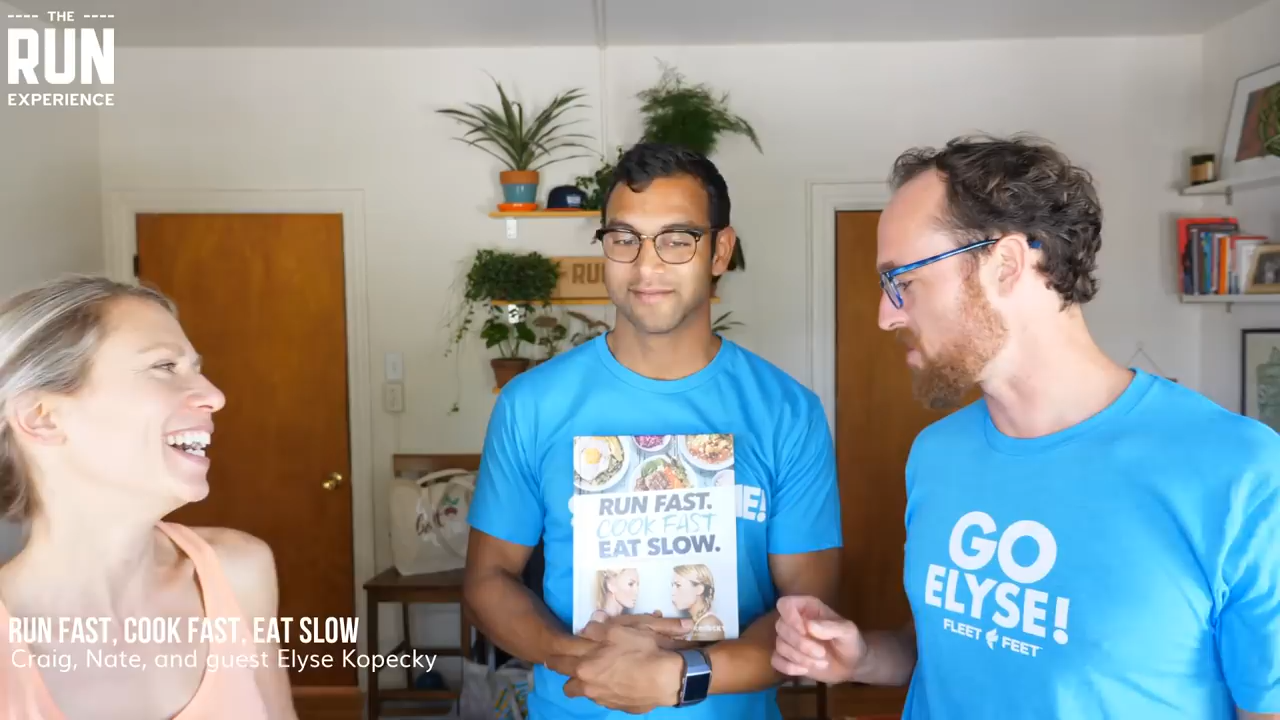 THE
RUN
EXPERIENCE
RUN
RUN FAST.
COOK FAST
EAT SLOW.
E!
GO
ELYSE!
FLEET FEET
RUN FAST, COOK FAST, EAT SLOW
Craig, Nate, and guest Elyse Kopecky